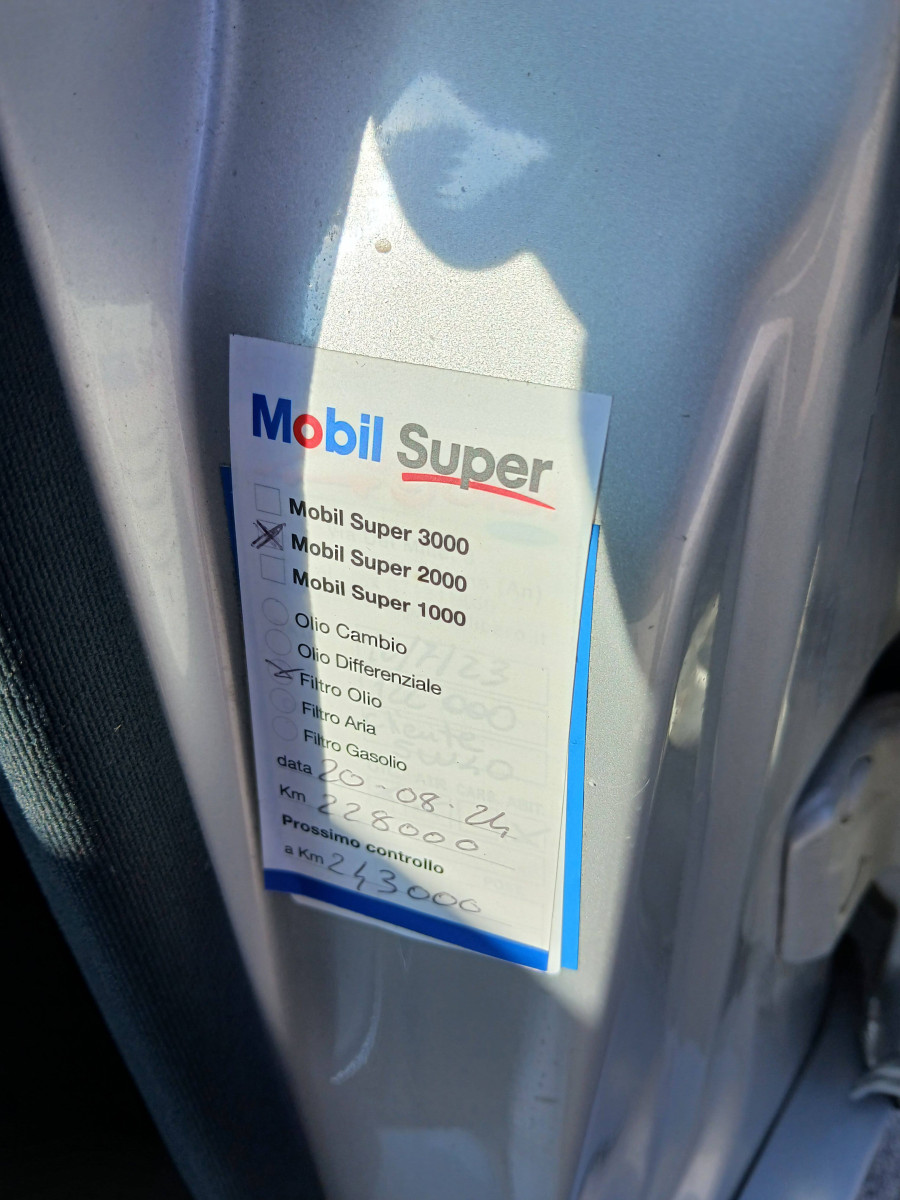 Mobil Super
Mobil Super 3000
Mobil Super 2000
Mobil Super 1000
Olio Cambio
Olio Differenziale
Filtro Olio
Filtro Aria
Filtro Gasolio
data 20-08-24
Km 228000
Prossimo controllo
a Km 243000